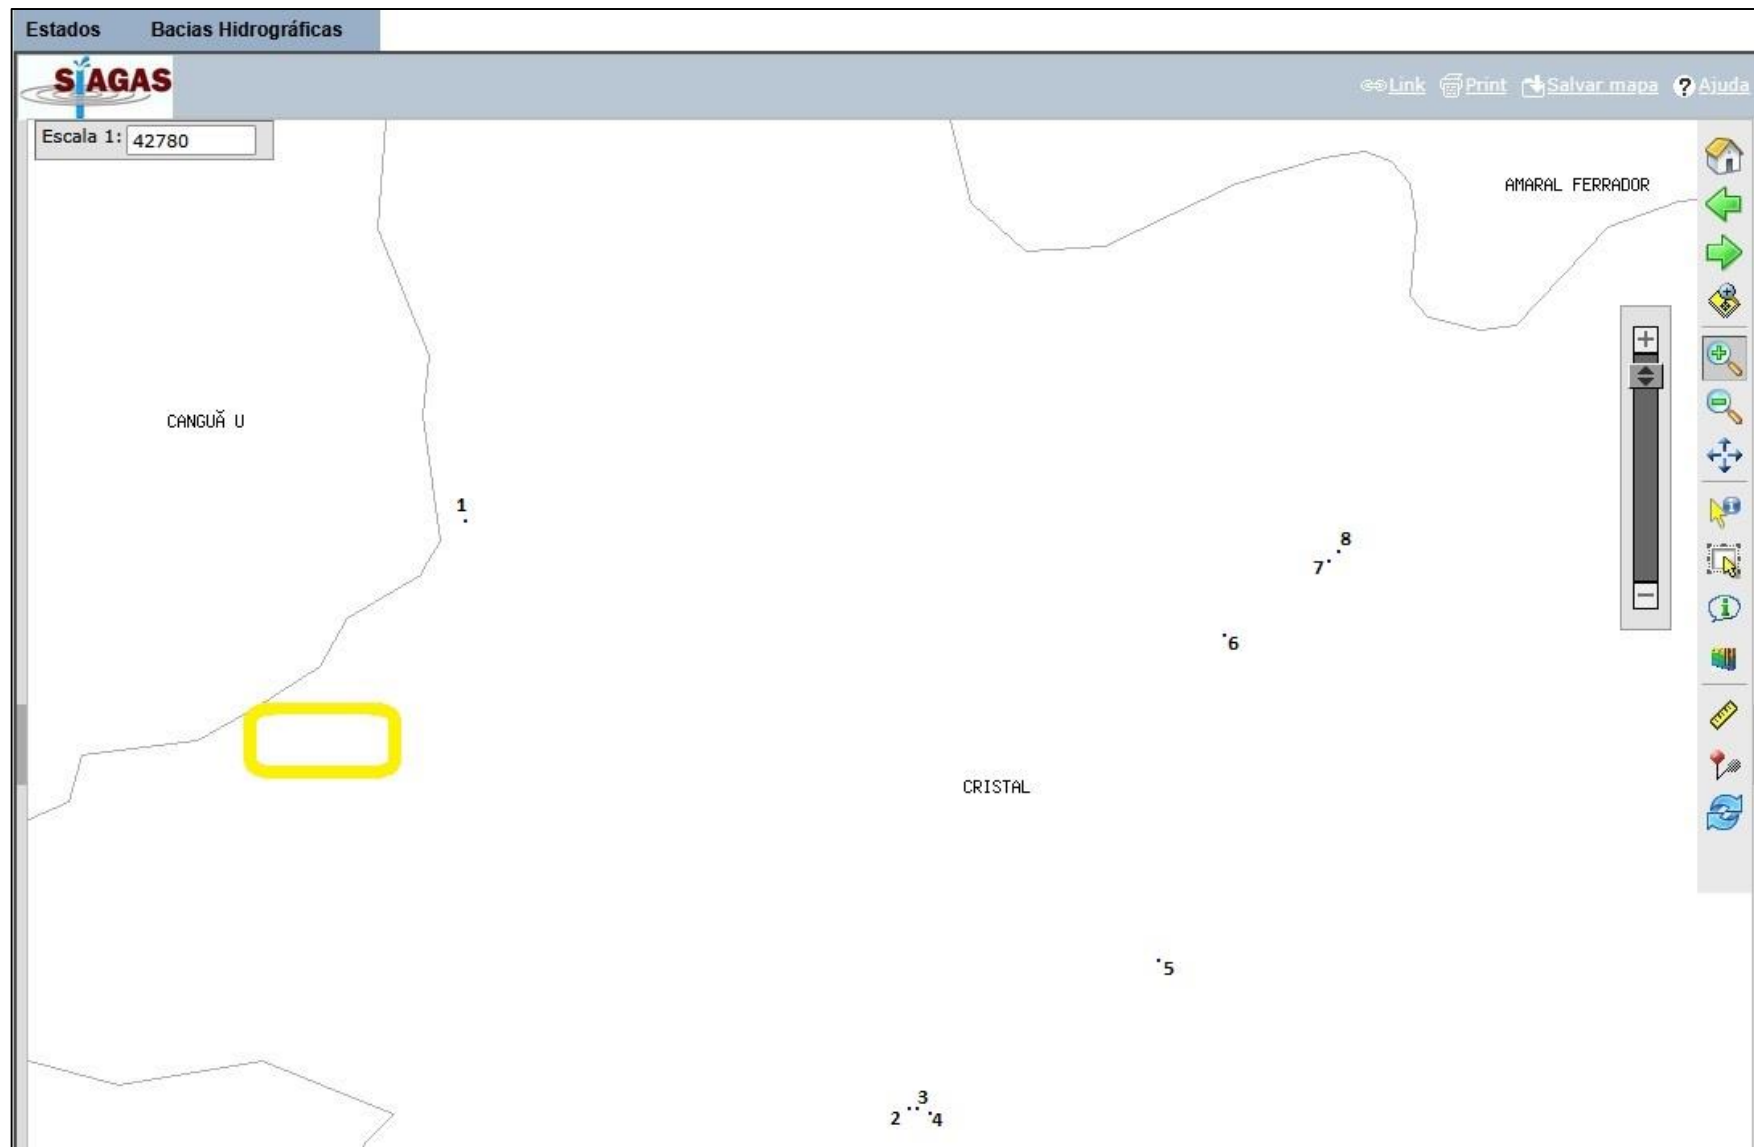 Estados Bacias Hidrográficas
SIAGAS
Link Print Salvar mapa ? Ajuda
Escala 1: 42780
AMARAL FERRADOR
CANGUĂ U
1
8
7
6
CRISTAL
5
3
2 4